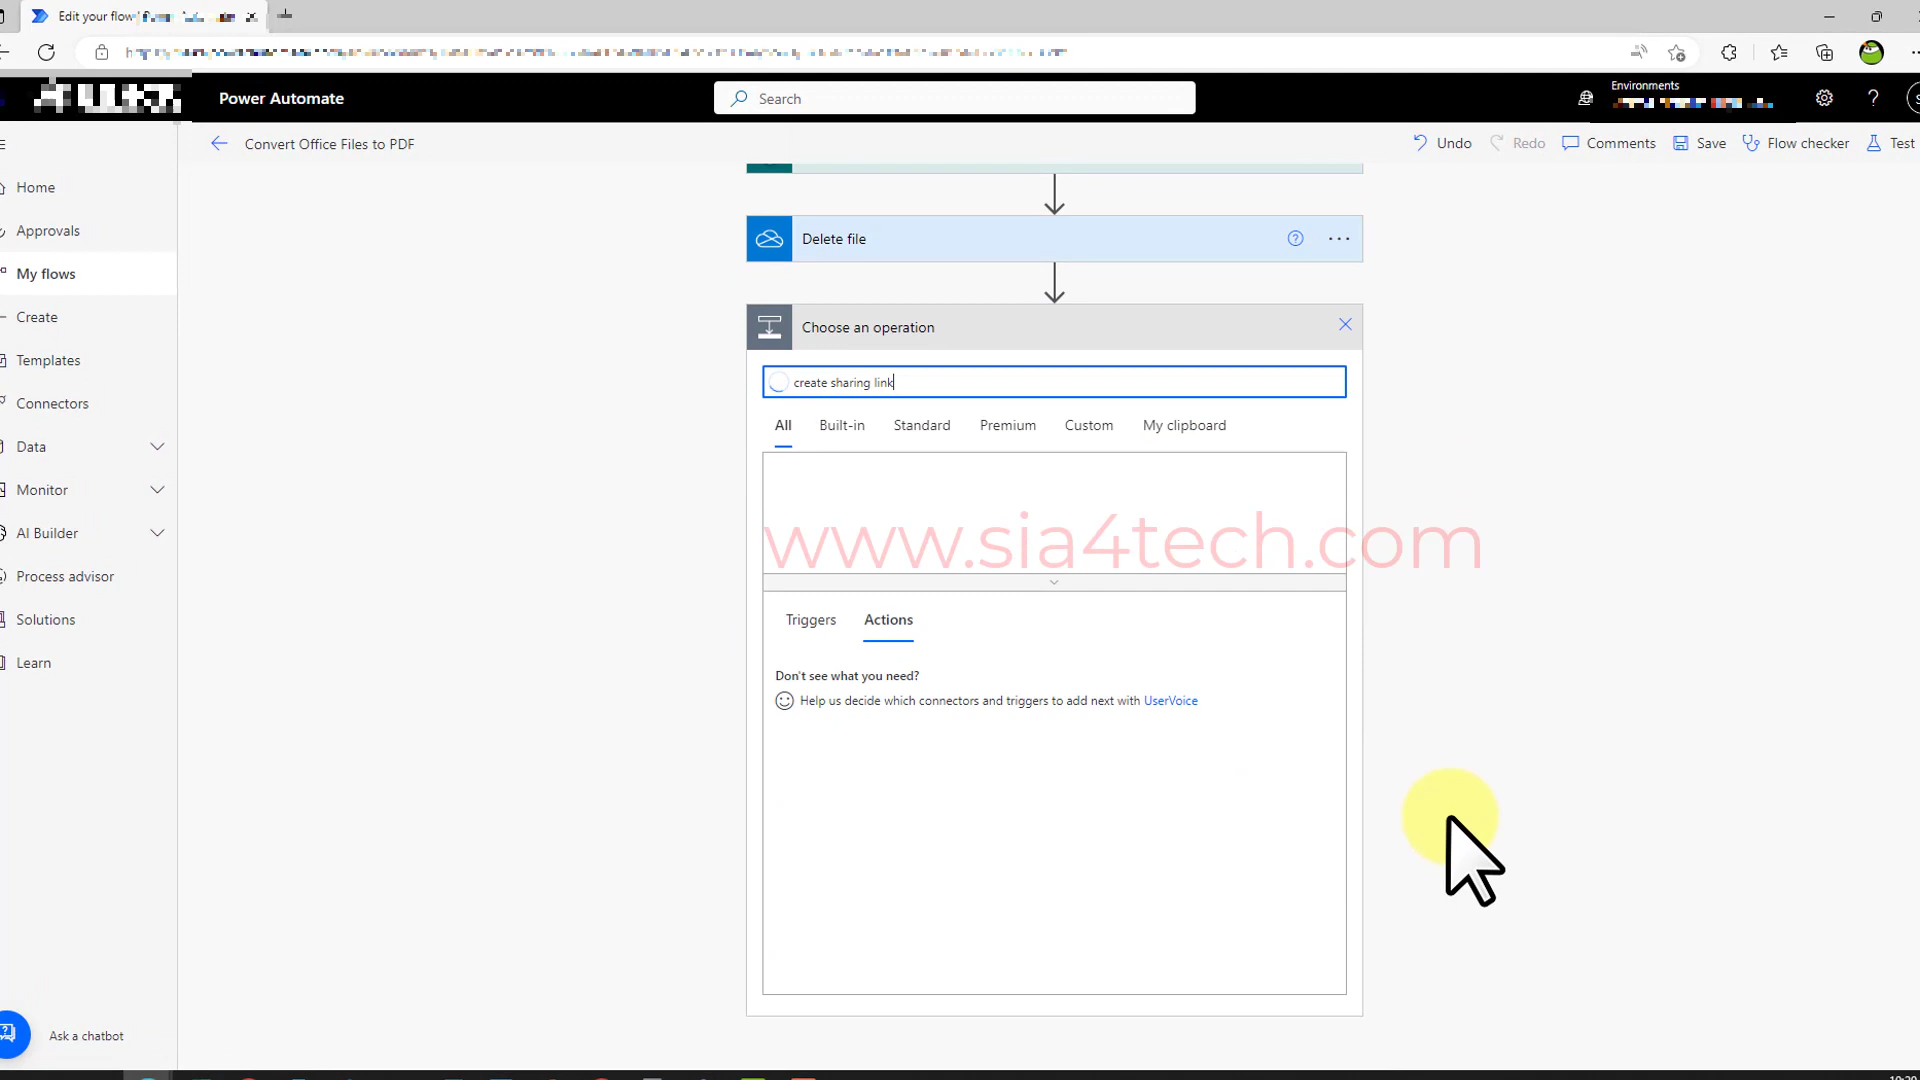 Edit your flow
Power Automate
Search
Environments
Convert Office Files to PDF
Undo
Redo
Comments
Save
Flow checker
Test
Home
Approvals
My flows
Create
Templates
Connectors
Data
Monitor
AI Builder
Process advisor
Solutions
Learn
Ask a chatbot
Delete file
Choose an operation
create sharing link
All
Built-in
Standard
Premium
Custom
My clipboard
www.sia4tech.com
Triggers
Actions
Don't see what you need?
Help us decide which connectors and triggers to add next with UserVoice